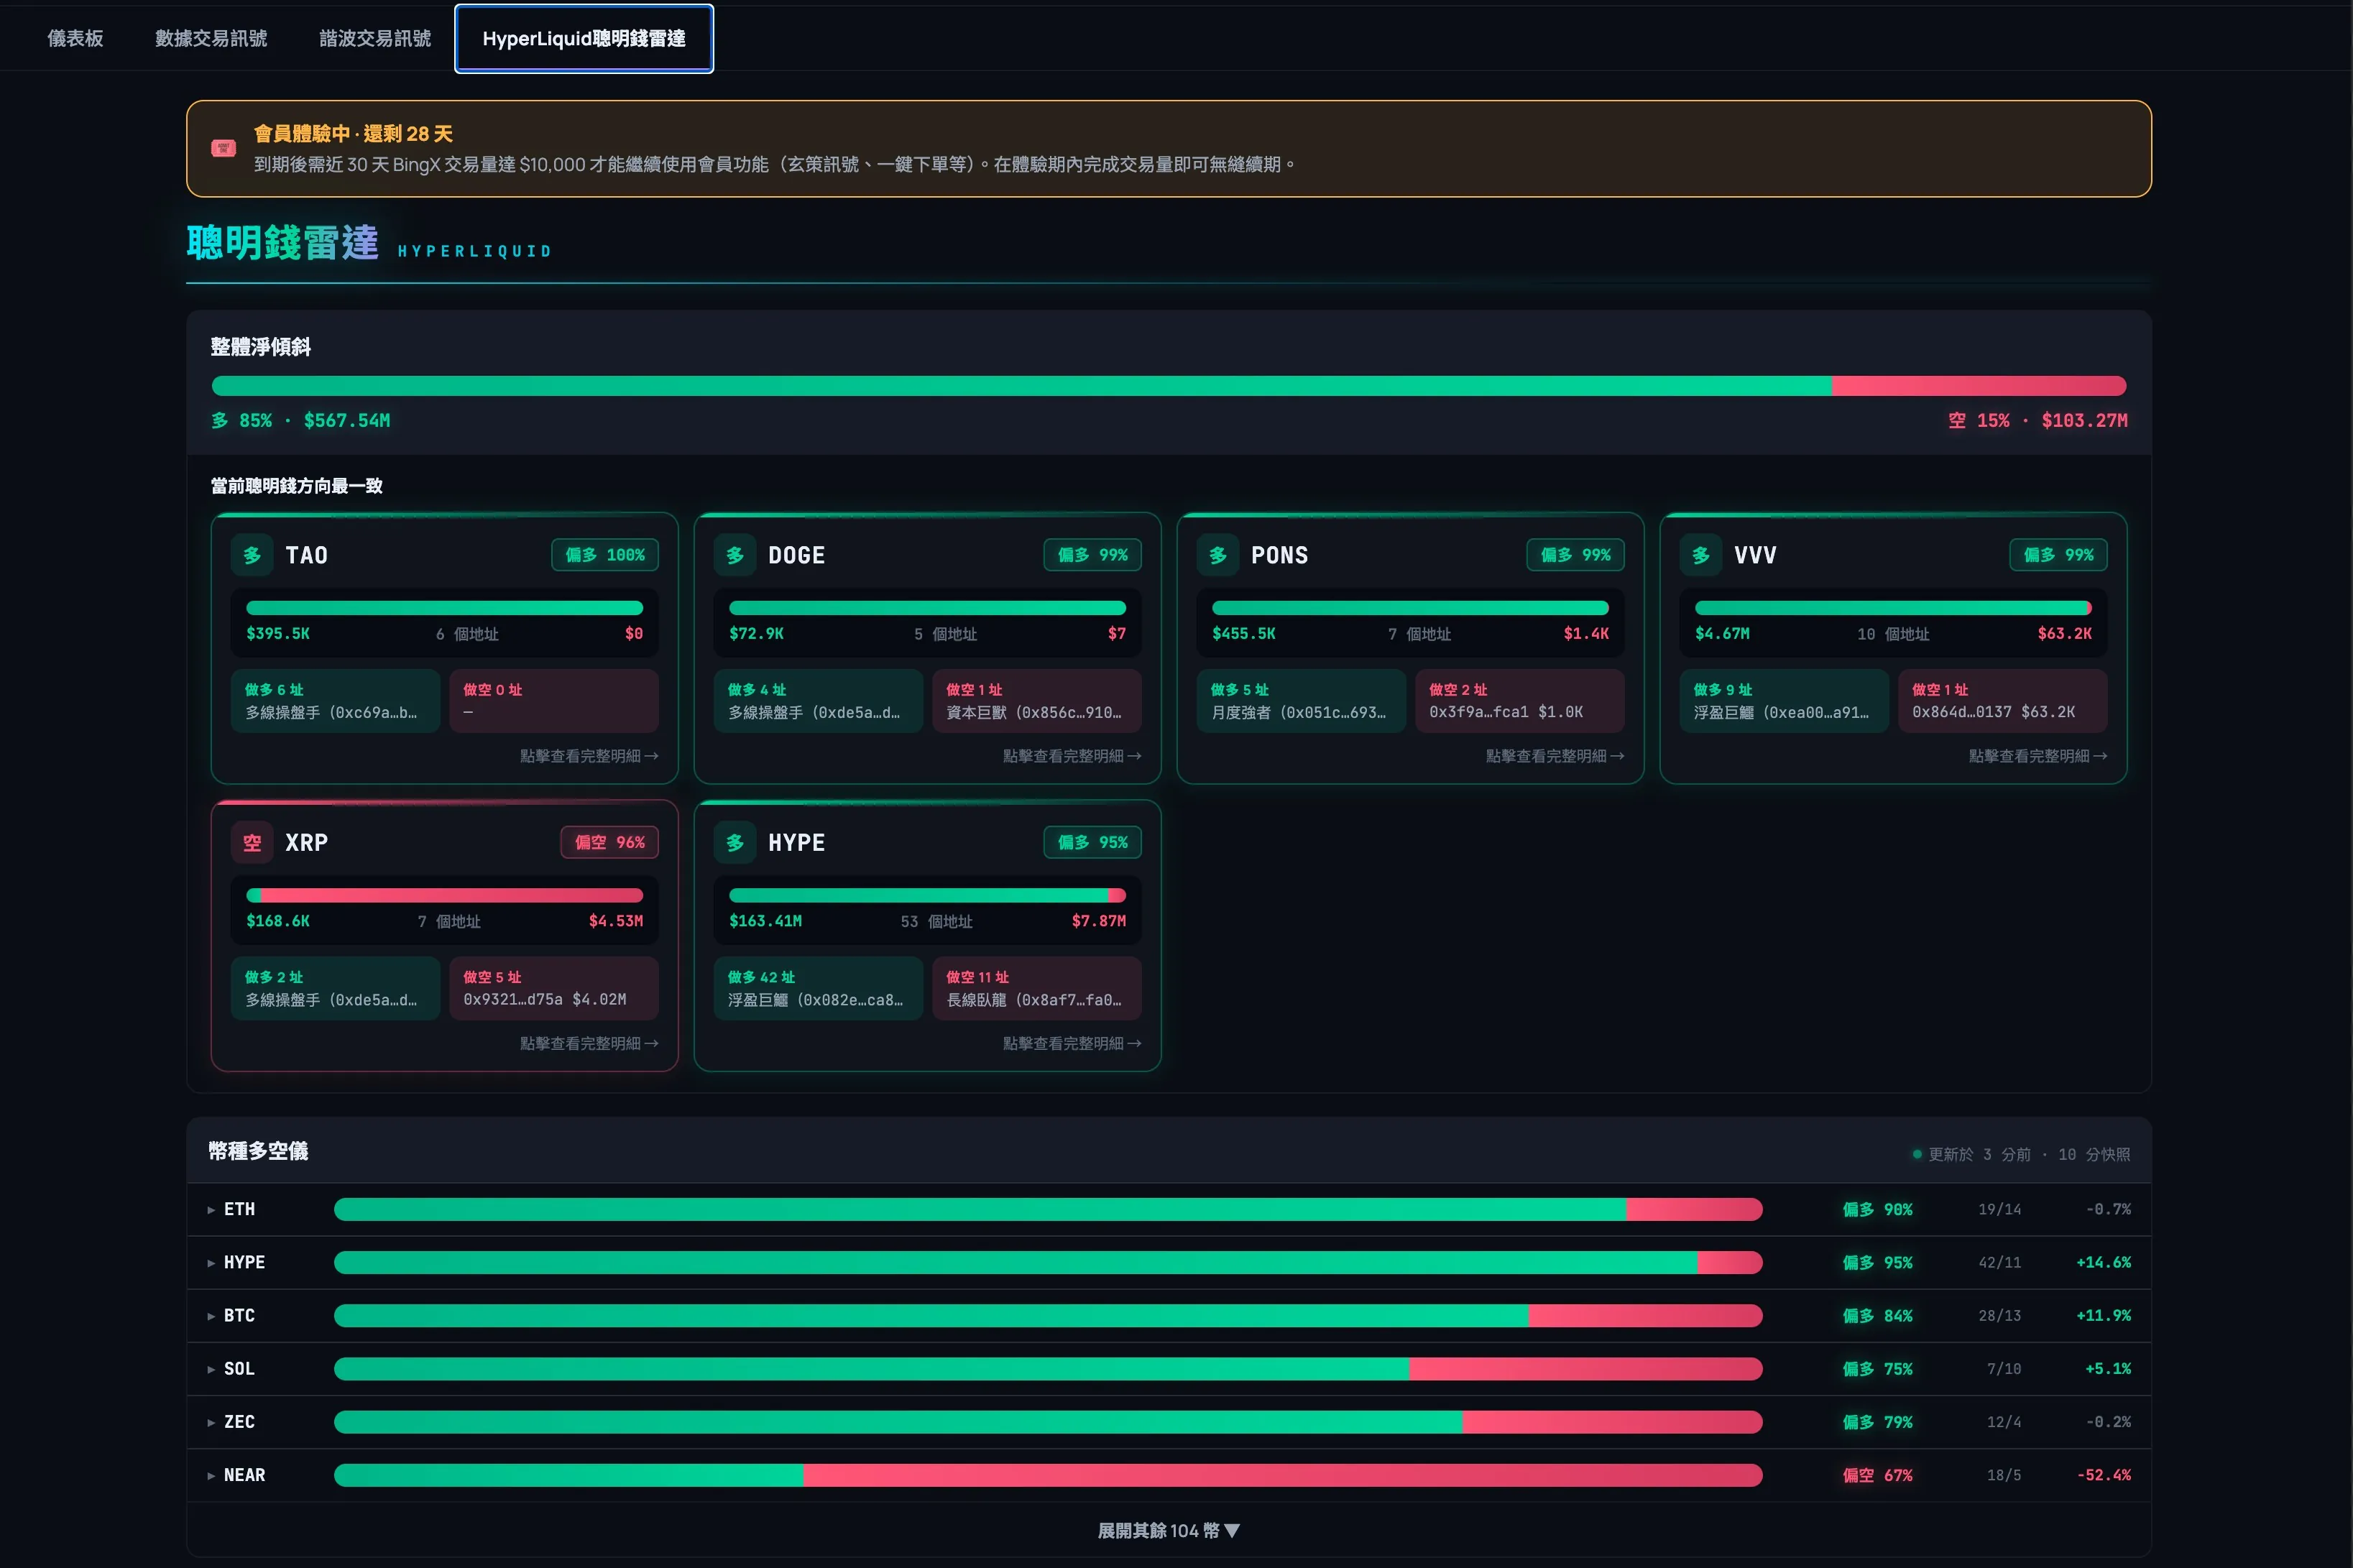 儀表板 數據交易訊號 諧波交易訊號 HyperLiquid聰明錢雷達
會員體驗中 · 還剩 28 天
到期後需近 30 天 BingX 交易量達 $10,000 才能繼續使用會員功能（玄策訊號、一鍵下單等）。在體驗期內完成交易量即可無縫續期。
聰明錢雷達 HYPERLIQUID
整體淨傾斜
多 85% · $567.54M 空 15% · $103.27M
當前聰明錢方向最一致
多 TAO 偏多 100%
$395.5K 6 個地址 $0
做多 6 址 做空 0 址
多線操盤手（0xc69a…b… —
點擊查看完整明細 →
多 DOGE 偏多 99%
$72.9K 5 個地址 $7
做多 4 址 做空 1 址
多線操盤手（0xde5a…d… 資本巨獸（0x856c…910…
點擊查看完整明細 →
多 PONS 偏多 99%
$455.5K 7 個地址 $1.4K
做多 5 址 做空 2 址
月度強者（0x051c…693… 0x3f9a…fca1 $1.0K
點擊查看完整明細 →
多 VVV 偏多 99%
$4.67M 10 個地址 $63.2K
做多 9 址 做空 1 址
浮盈巨鱷（0xea00…a91… 0x864d…0137 $63.2K
點擊查看完整明細 →
空 XRP 偏空 96%
$168.6K 7 個地址 $4.53M
做多 2 址 做空 5 址
多線操盤手（0xde5a…d… 0x9321…d75a $4.02M
點擊查看完整明細 →
多 HYPE 偏多 95%
$163.41M 53 個地址 $7.87M
做多 42 址 做空 11 址
浮盈巨鱷（0x082e…ca8… 長線臥龍（0x8af7…fa0…
點擊查看完整明細 →
幣種多空儀 更新於 3 分前 · 10 分快照
▸ ETH 偏多 90% 19/14 -0.7%
▸ HYPE 偏多 95% 42/11 +14.6%
▸ BTC 偏多 84% 28/13 +11.9%
▸ SOL 偏多 75% 7/10 +5.1%
▸ ZEC 偏多 79% 12/4 -0.2%
▸ NEAR 偏空 67% 18/5 -52.4%
展開其餘 104 幣 ▼